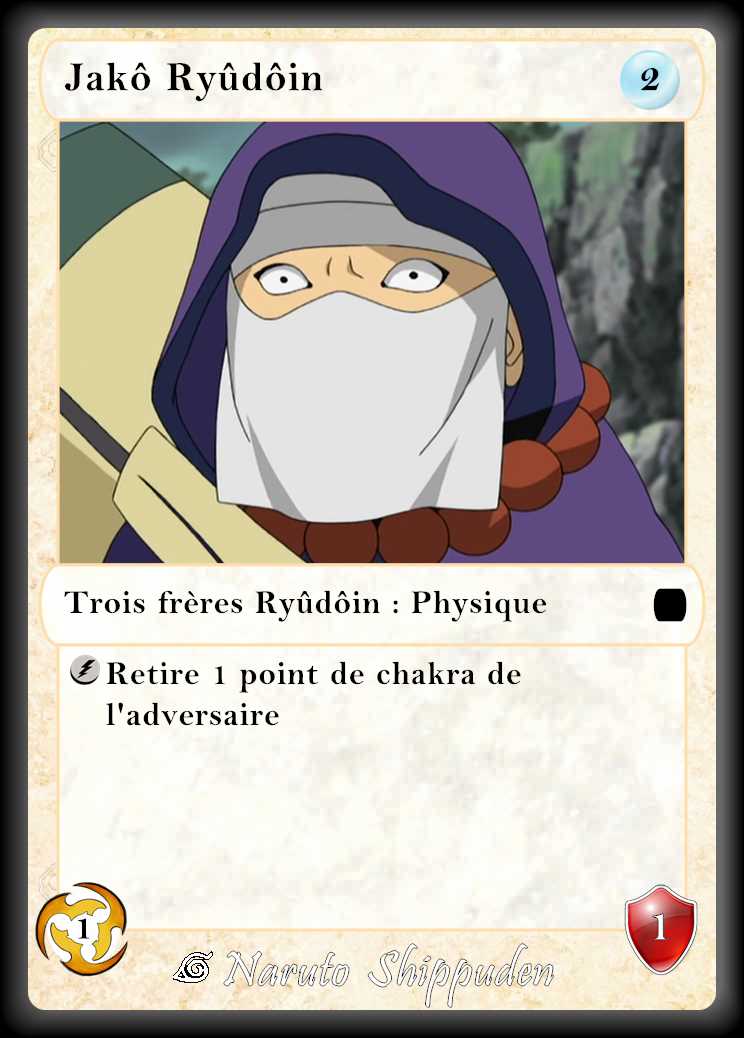 Jakô Ryûdôin
2
Trois frères Ryûdôin : Physique
Retire 1 point de chakra de
l'adversaire
1
1
Naruto Shippuden